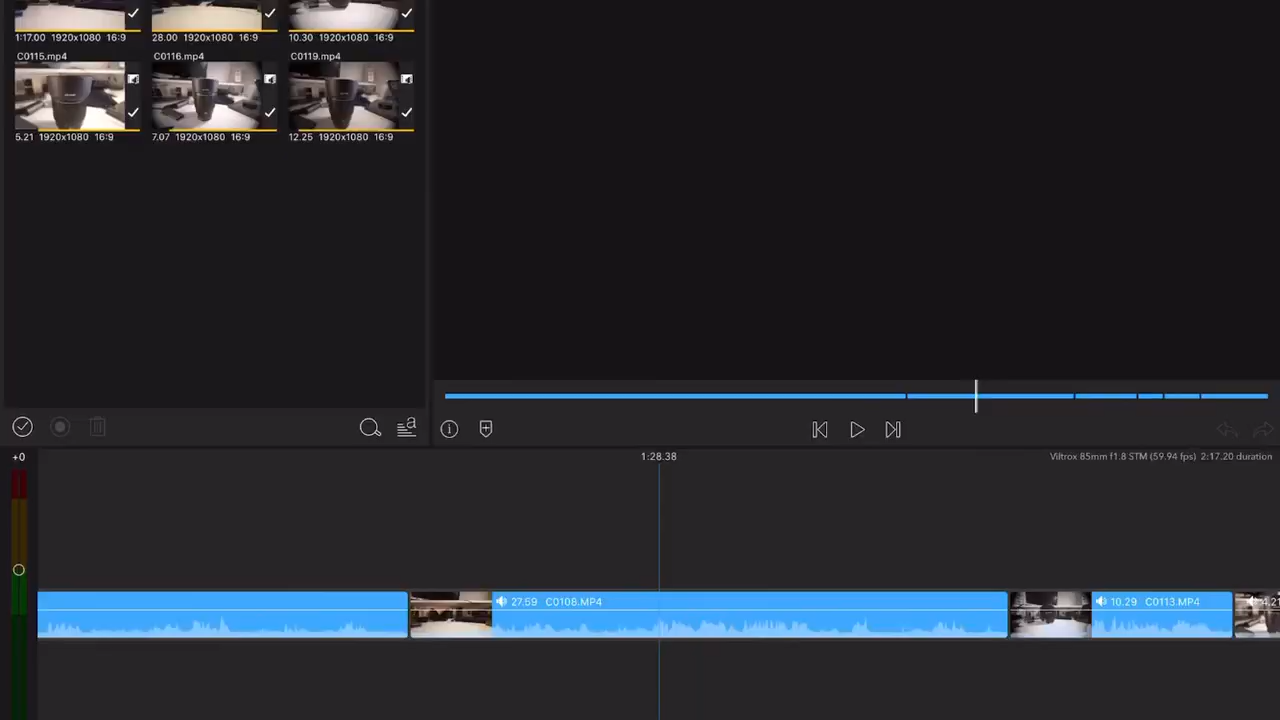 1:17.00 1920x1080 16:9
28.00 1920x1080 16:9
10.30 1920x1080 16:9
C0115.mp4
C0116.mp4
C0119.mp4
5.21 1920x1080 16:9
7.07 1920x1080 16:9
12.25 1920x1080 16:9
+0
1:28.38
Viltrox 85mm f1.8 STM (59.94 fps) 2:17.20 duration
27.59 C0108.MP4
10.29 C0113.MP4